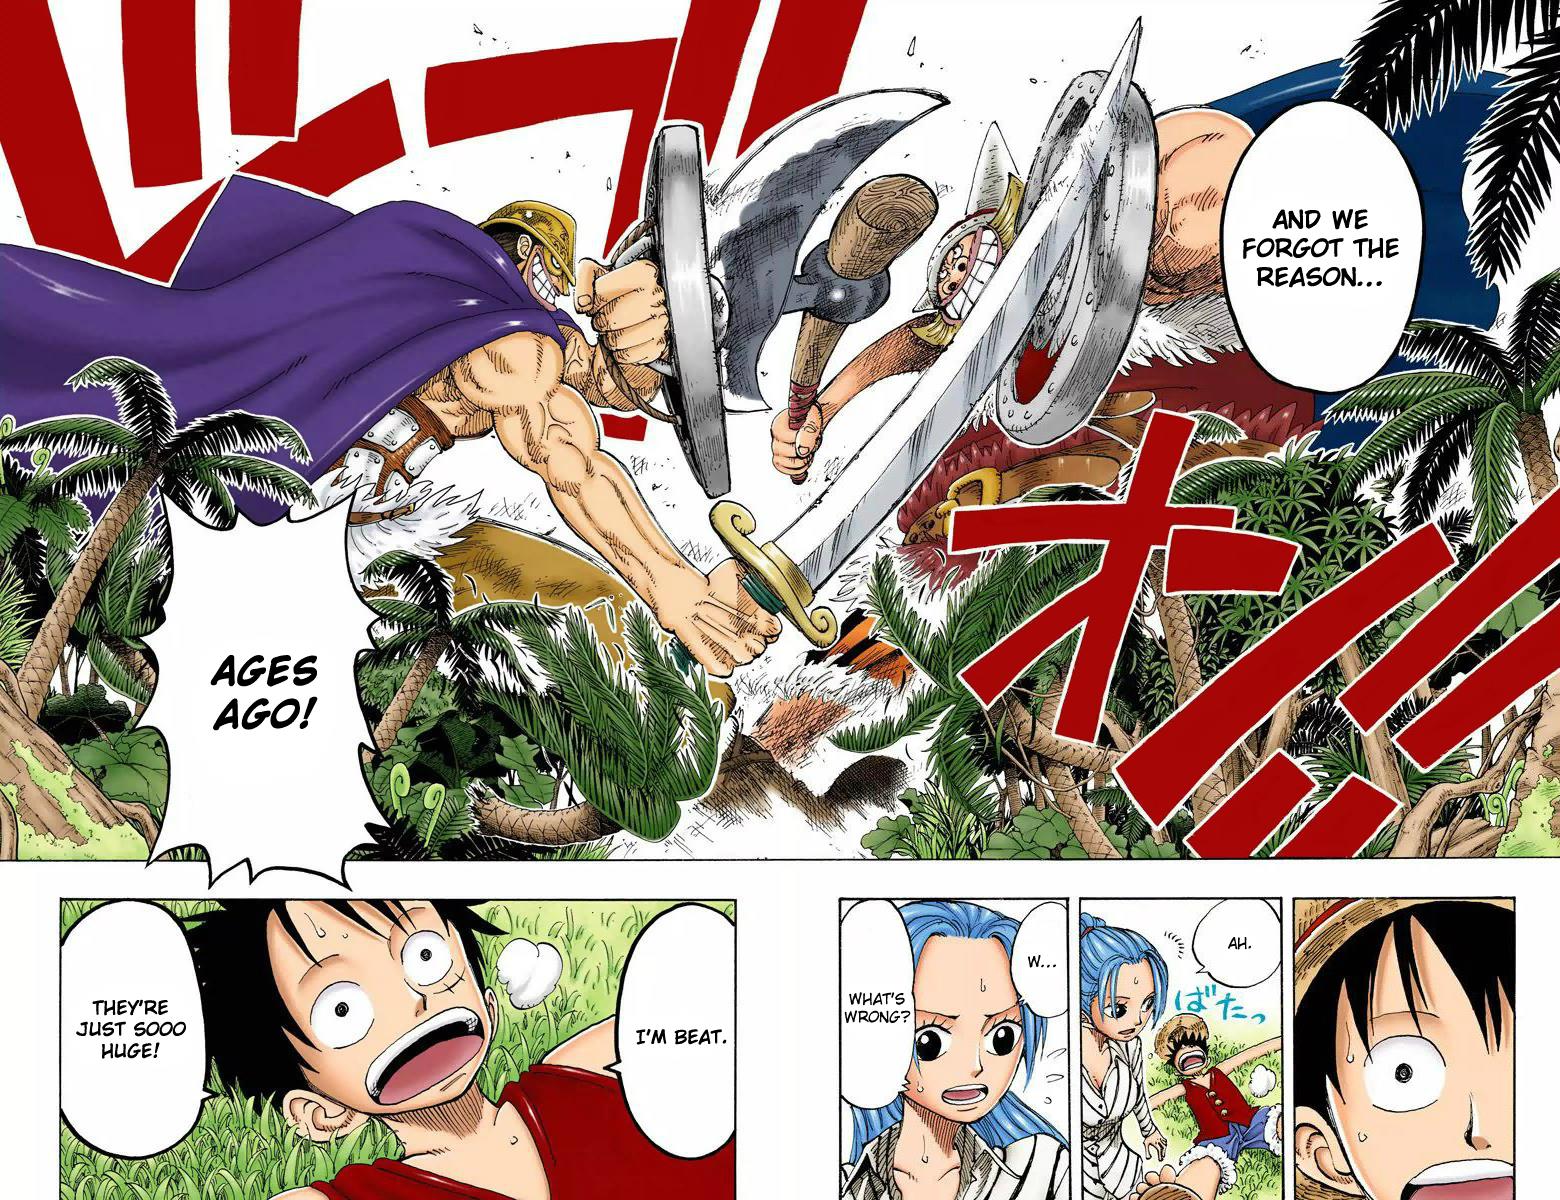 AND WE
FORGOT THE
REASON...
ドォン!!
AGES
AGO!
AH.
ばたっ
W...
WHAT'S
WRONG?
I'M BEAT.
THEY'RE
JUST SOOO
HUGE!